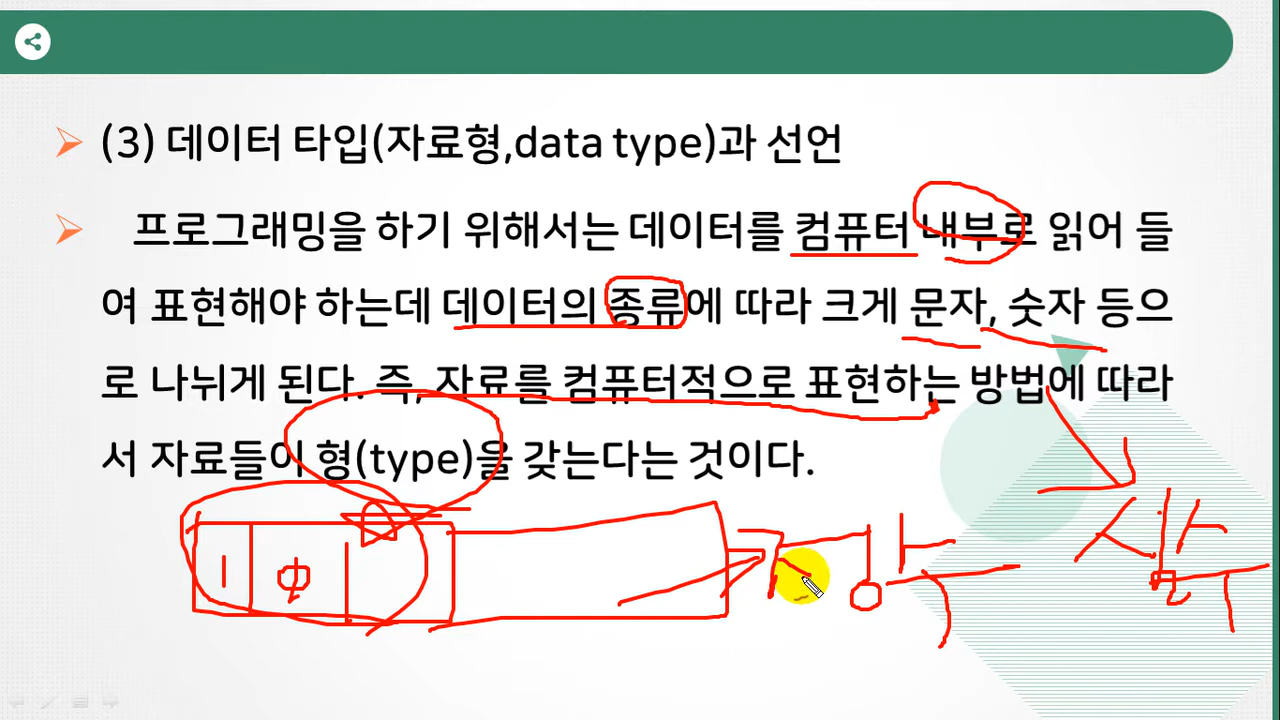 (3) 데이터 타입(자료형,data type)과 선언
프로그래밍을 하기 위해서는 데이터를 컴퓨터 내부로 읽어 들
여 표현해야 하는데 데이터의 종류에 따라 크게 문자, 숫자 등으
로 나뉘게 된다. 즉, 자료를 컴퓨터적으로 표현하는 방법에 따라
서 자료들이 형(type)을 갖는다는 것이다.